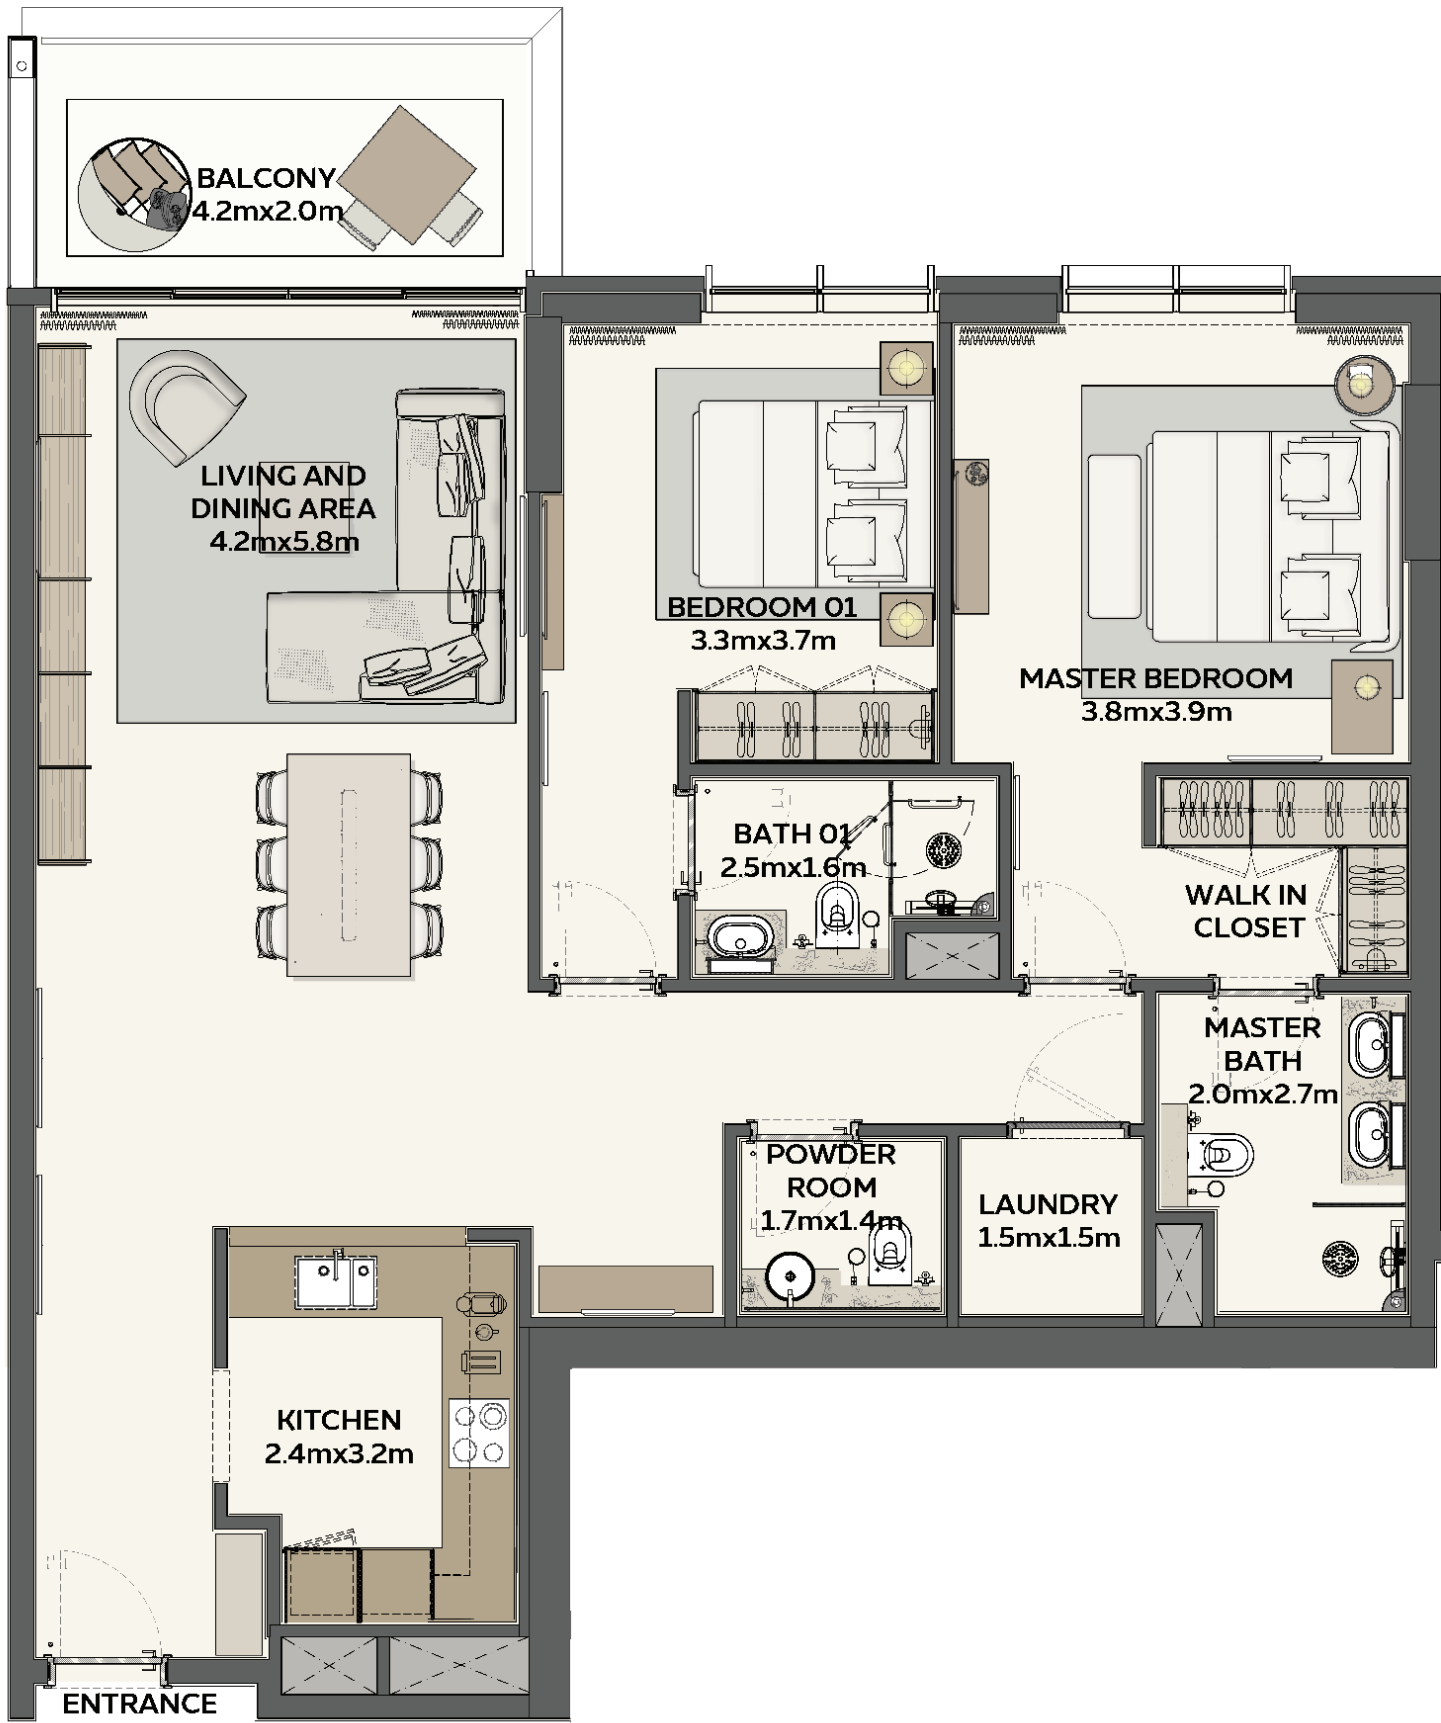 BALCONY
4.2mx2.0m
LIVING AND
DINING AREA
4.2mx5.8m
BEDROOM 01
3.3mx3.7m
MASTER BEDROOM
3.8mx3.9m
BATH 01
2.5mx1.6m
WALK IN
CLOSET
MASTER
BATH
2.0mx2.7m
POWDER
ROOM
1.7mx1.4m
LAUNDRY
1.5mx1.5m
KITCHEN
2.4mx3.2m
ENTRANCE